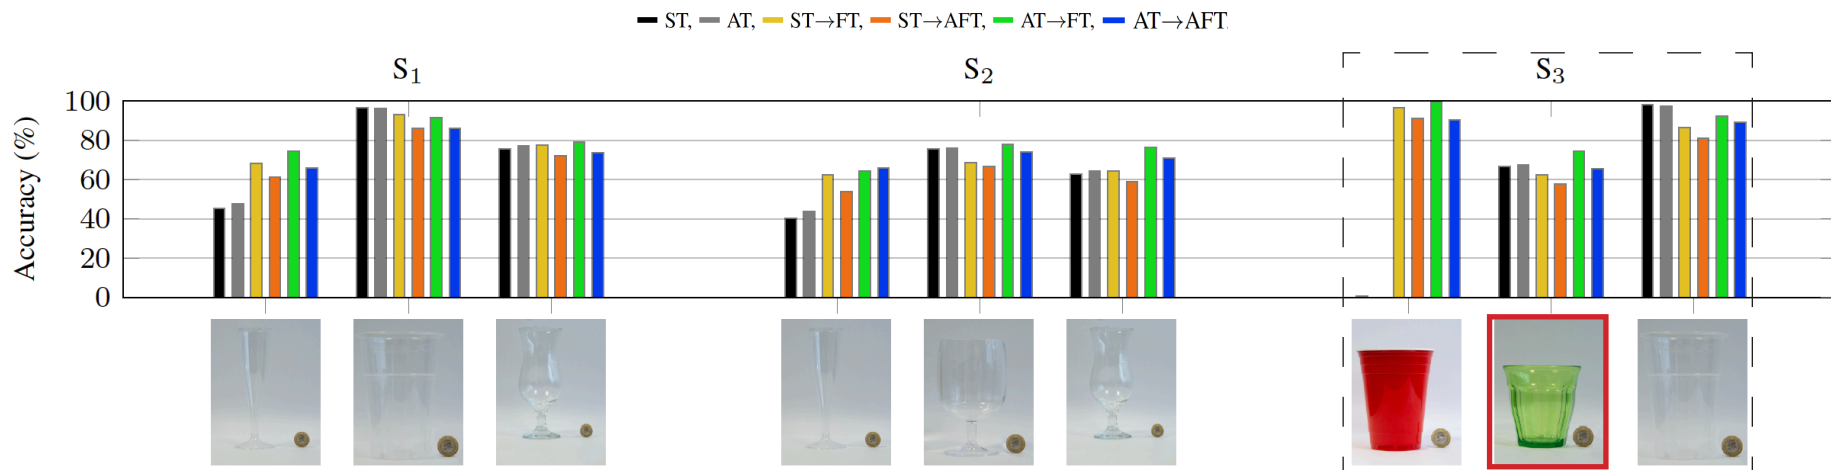 ST, AT, ST→FT, ST→AFT, AT→FT, AT→AFT.
S₁ S₂ S₃
Accuracy (%)
100
80
60
40
20
0